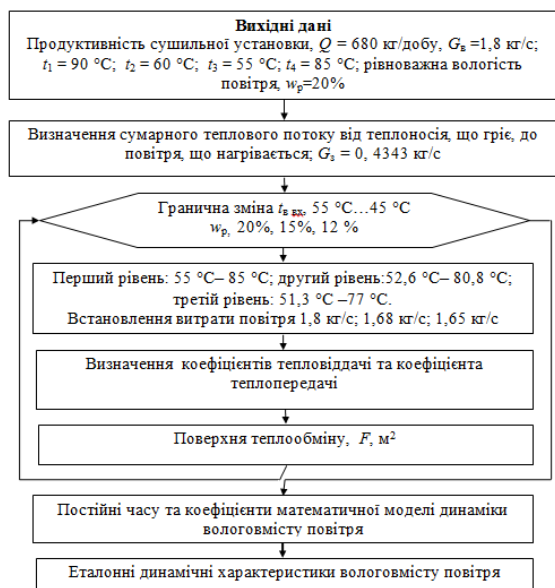 Вихідні дані
Продуктивність сушильної установки, Q = 680 кг/добу, Gв =1,8 кг/с;
t1 = 90 °C; t2 = 60 °C; t3 = 55 °C; t4 = 85 °C; рівноважна вологість
повітря, wр=20%
Визначення сумарного теплового потоку від теплоносія, що гріє, до
повітря, що нагрівається; Gз = 0, 4343 кг/с
Гранична зміна tв вх, 55 °C…45 °C
wр, 20%, 15%, 12 %
Перший рівень: 55 °C– 85 °C; другий рівень:52,6 °C– 80,8 °C;
третій рівень: 51,3 °C –77 °C.
Встановлення витрати повітря 1,8 кг/с; 1,68 кг/с; 1,65 кг/с
Визначення коефіцієнтів тепловіддачі та коефіцієнта
теплопередачі
Поверхня теплообміну, F, м²
Постійні часу та коефіцієнти математичної моделі динаміки
вологовмісту повітря
Еталонні динамічні характеристики вологовмісту повітря